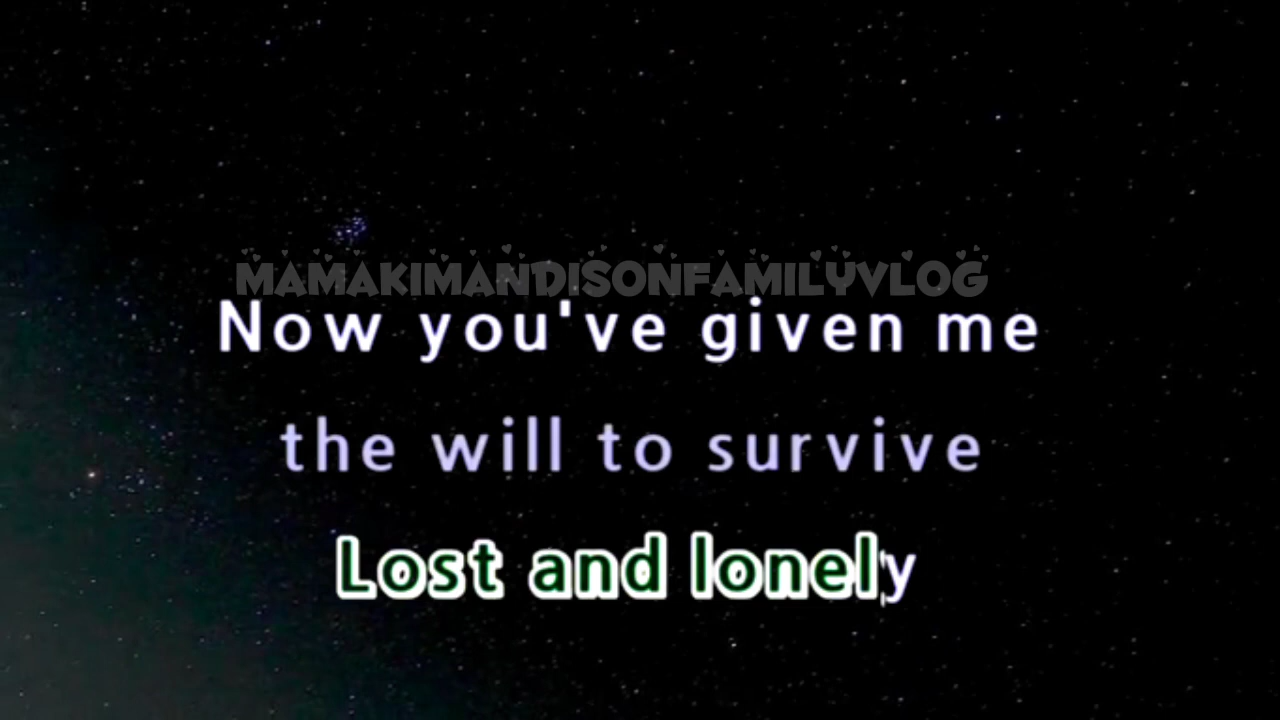 MAMAKIMANDISONFAMILYVLOG
Now you've given me
the will to survive
Lost and lonely